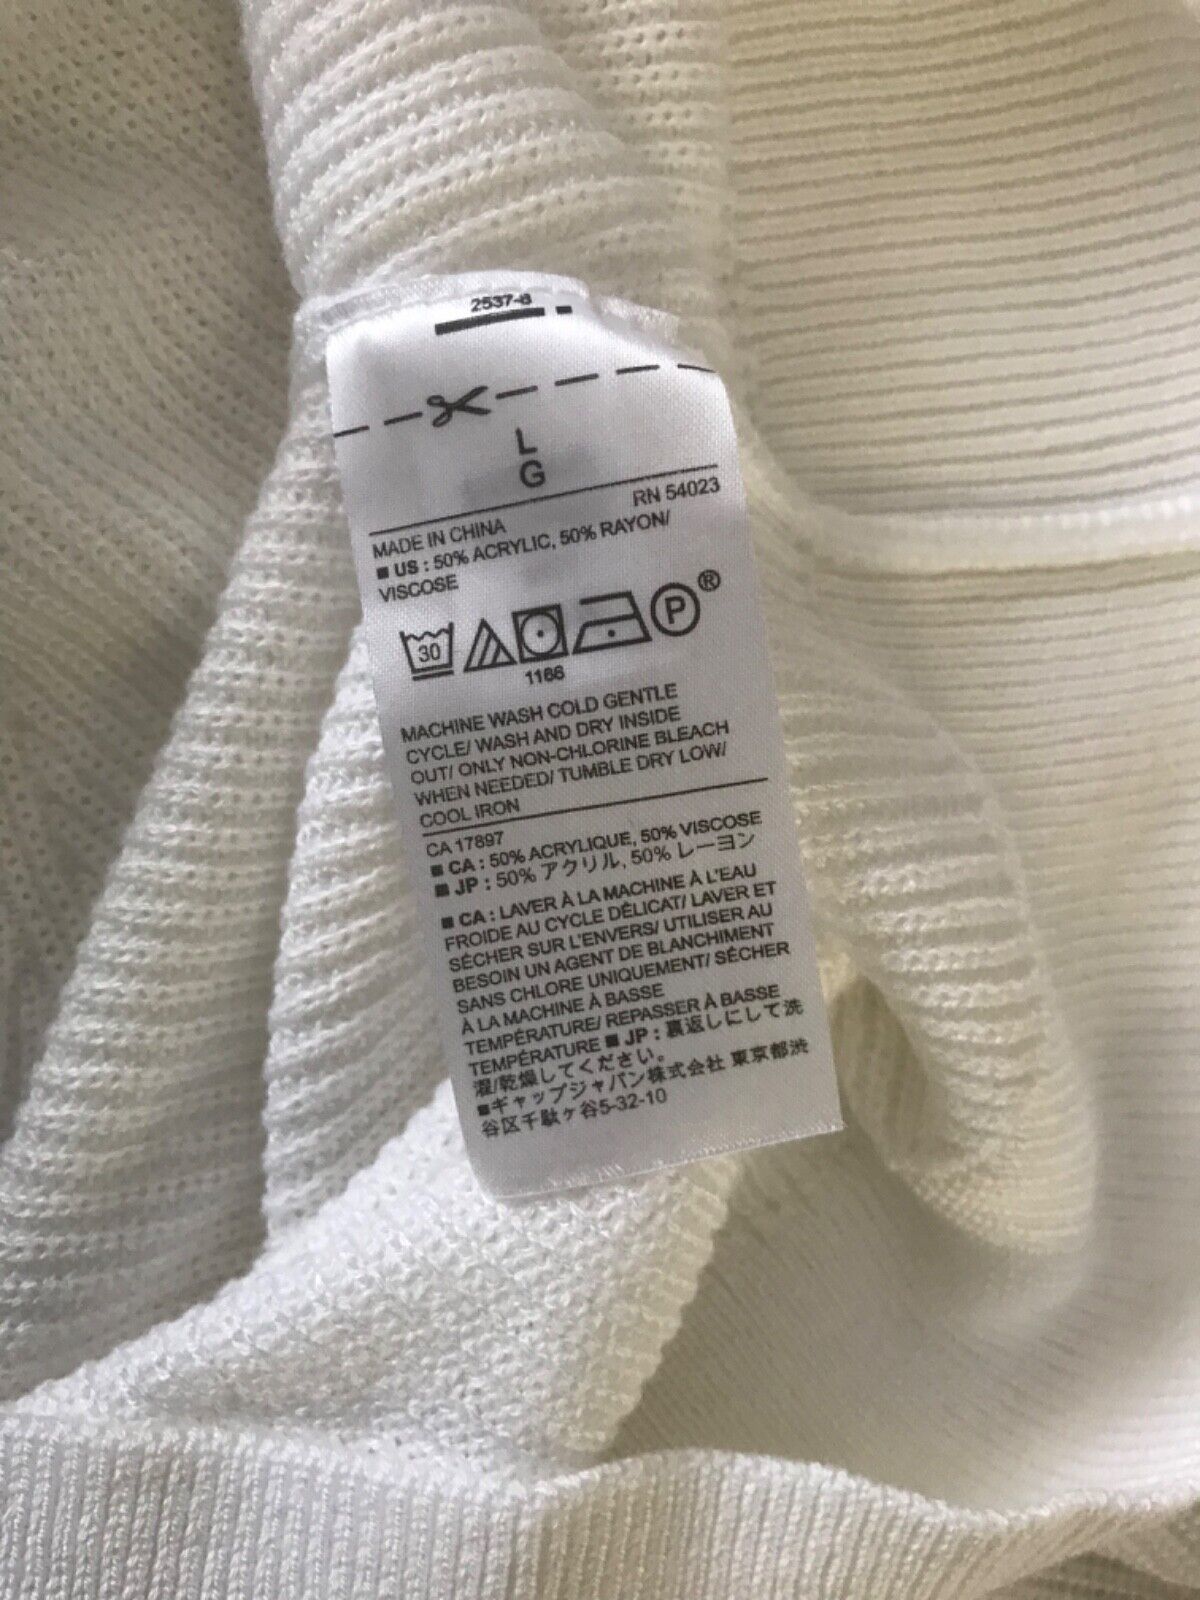 2537-8
L
G
RN 54023
MADE IN CHINA
■ US : 50% ACRYLIC, 50% RAYON/
VISCOSE
30
P ®
1166
MACHINE WASH COLD GENTLE
CYCLE/ WASH AND DRY INSIDE
OUT/ ONLY NON-CHLORINE BLEACH
WHEN NEEDED/ TUMBLE DRY LOW/
COOL IRON
CA 17897
■ CA : 50% ACRYLIQUE, 50% VISCOSE
■ JP : 50% アクリル, 50% レーヨン
■ CA : LAVER À LA MACHINE À L'EAU
FROIDE AU CYCLE DÉLICAT/ LAVER ET
SÉCHER SUR L'ENVERS/ UTILISER AU
BESOIN UN AGENT DE BLANCHIMENT
SANS CHLORE UNIQUEMENT/ SÉCHER
À LA MACHINE À BASSE
TEMPÉRATURE/ REPASSER À BASSE
TEMPÉRATURE ■ JP : 裏返しにして洗
濯/乾燥してください。
■ギャップジャパン株式会社 東京都渋
谷区千駄ヶ谷5-32-10